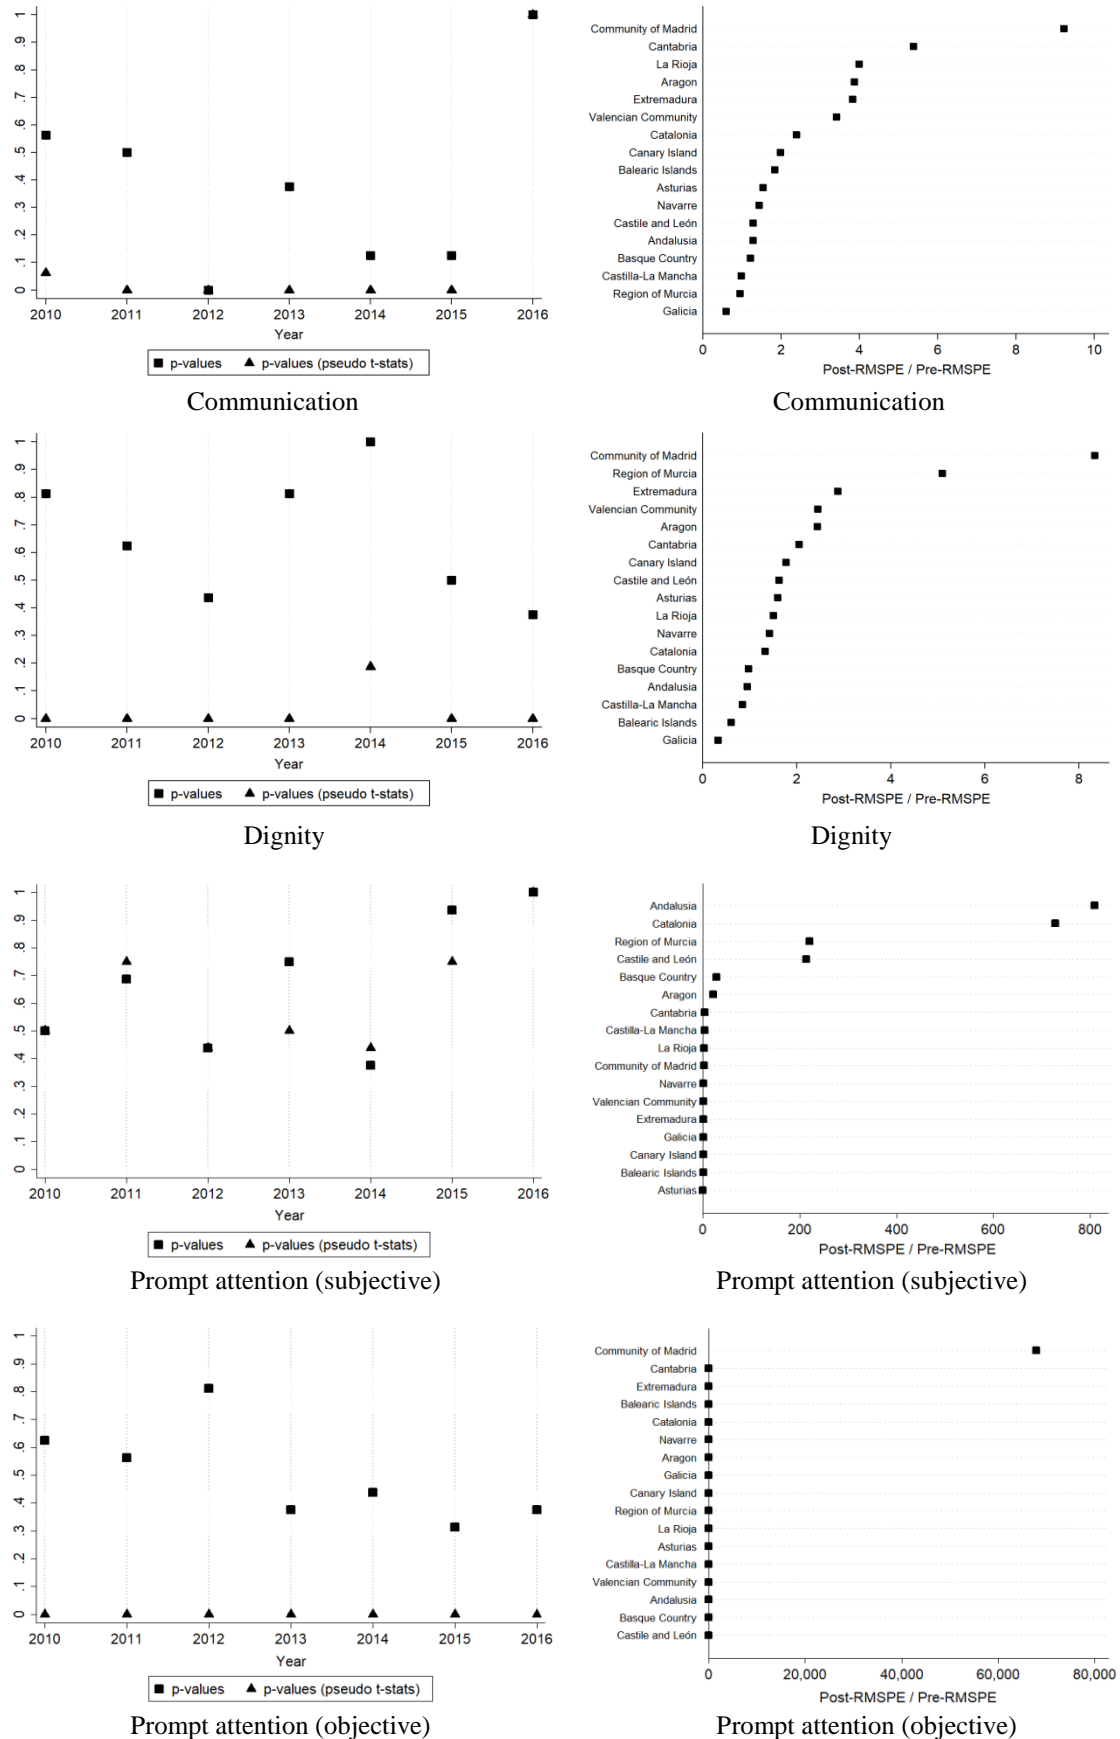 1
.9
.8
.7
.6
.5
.4
.3
.2
.1
0
2010 2011 2012 2013 2014 2015 2016
Year
p-values p-values (pseudo t-stats)
Communication
Community of Madrid
Cantabria
La Rioja
Aragon
Extremadura
Valencian Community
Catalonia
Canary Island
Balearic Islands
Asturias
Navarre
Castile and León
Andalusia
Basque Country
Castilla-La Mancha
Region of Murcia
Galicia
0 2 4 6 8 10
Post-RMSPE / Pre-RMSPE
Communication
1
.9
.8
.7
.6
.5
.4
.3
.2
.1
0
2010 2011 2012 2013 2014 2015 2016
Year
p-values p-values (pseudo t-stats)
Dignity
Community of Madrid
Region of Murcia
Extremadura
Valencian Community
Aragon
Cantabria
Canary Island
Castile and León
Asturias
La Rioja
Navarre
Catalonia
Basque Country
Andalusia
Castilla-La Mancha
Balearic Islands
Galicia
0 2 4 6 8
Post-RMSPE / Pre-RMSPE
Dignity
1
.9
.8
.7
.6
.5
.4
.3
.2
.1
0
2010 2011 2012 2013 2014 2015 2016
Year
p-values p-values (pseudo t-stats)
Prompt attention (subjective)
Andalusia
Catalonia
Region of Murcia
Castile and León
Basque Country
Aragon
Cantabria
Castilla-La Mancha
La Rioja
Community of Madrid
Navarre
Valencian Community
Extremadura
Galicia
Canary Island
Balearic Islands
Asturias
0 200 400 600 800
Post-RMSPE / Pre-RMSPE
Prompt attention (subjective)
1
.9
.8
.7
.6
.5
.4
.3
.2
.1
0
2010 2011 2012 2013 2014 2015 2016
Year
p-values p-values (pseudo t-stats)
Prompt attention (objective)
Community of Madrid
Cantabria
Extremadura
Balearic Islands
Catalonia
Navarre
Aragon
Galicia
Canary Island
Region of Murcia
La Rioja
Asturias
Castilla-La Mancha
Valencian Community
Andalusia
Basque Country
Castile and León
0 20,000 40,000 60,000 80,000
Post-RMSPE / Pre-RMSPE
Prompt attention (objective)